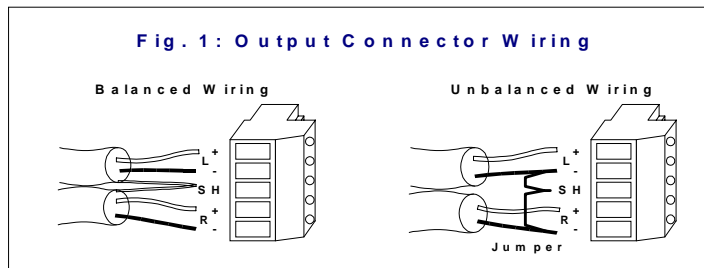 Fig. 1: Output Connector Wiring
Balanced Wiring
L
+
-
SH
R
+
-
Unbalanced Wiring
L
+
-
SH
R
+
-
Jumper